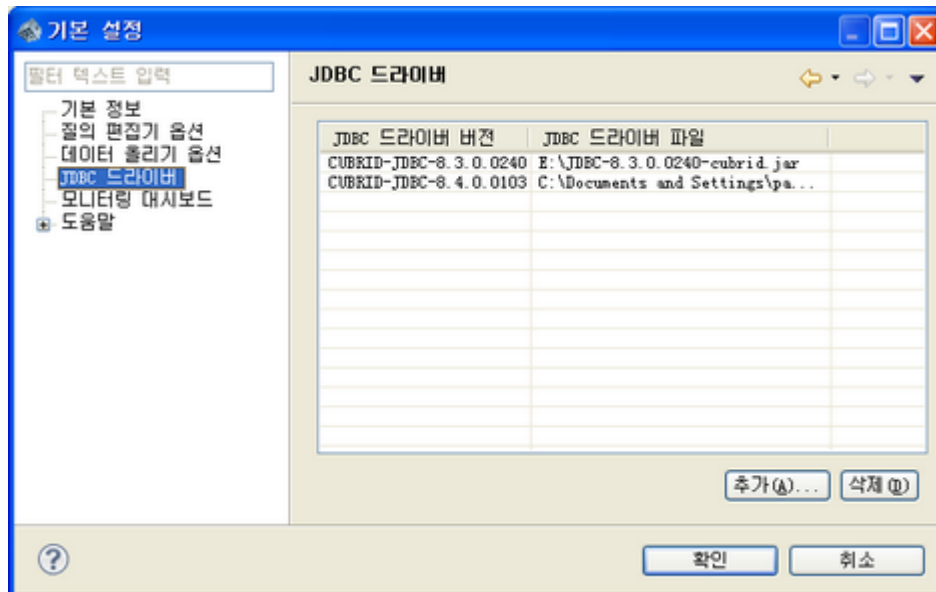 기본 설정
필터 텍스트 입력
기본 정보
질의 편집기 옵션
데이터 올리기 옵션
JDBC 드라이버
모니터링 대시보드
도움말
JDBC 드라이버
JDBC 드라이버 버전 JDBC 드라이버 파일
CUBRID-JDBC-8.3.0.0240 E:\JDBC-8.3.0.0240-cubrid.jar
CUBRID-JDBC-8.4.0.0103 C:\Documents and Settings\pa...
추가(A)... 삭제(D)
확인 취소